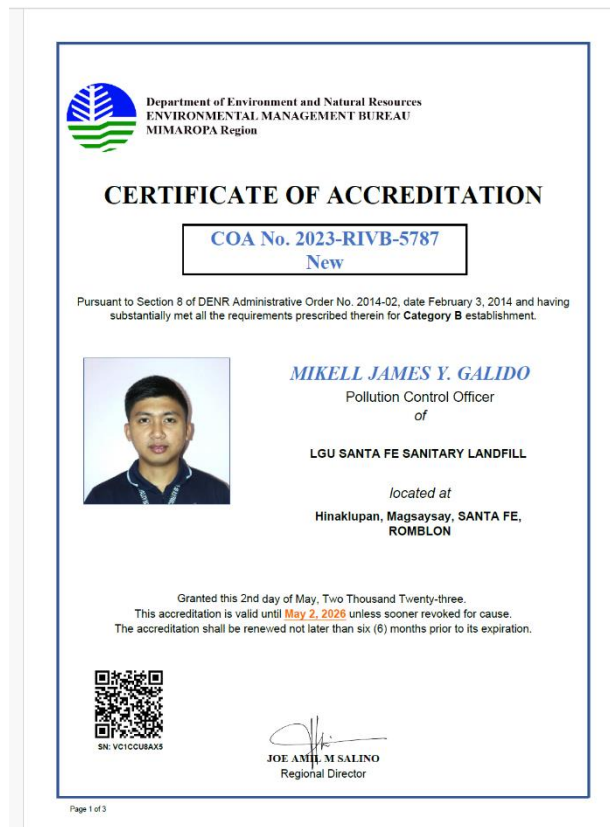 Department of Environment and Natural Resources
ENVIRONMENTAL MANAGEMENT BUREAU
MIMAROPA Region
CERTIFICATE OF ACCREDITATION
COA No. 2023-RIVB-5787
New
Pursuant to Section 8 of DENR Administrative Order No. 2014-02, date February 3, 2014 and having
substantially met all the requirements prescribed therein for Category B establishment.
MIKELL JAMES Y. GALIDO
Pollution Control Officer
of
LGU SANTA FE SANITARY LANDFILL
located at
Hinaklupan, Magsaysay, SANTA FE,
ROMBLON
Granted this 2nd day of May, Two Thousand Twenty-three.
This accreditation is valid until May 2, 2026 unless sooner revoked for cause.
The accreditation shall be renewed not later than six (6) months prior to its expiration.
SN: VC1CCU8AX5
JOE AMIL M SALINO
Regional Director
Page 1 of 3